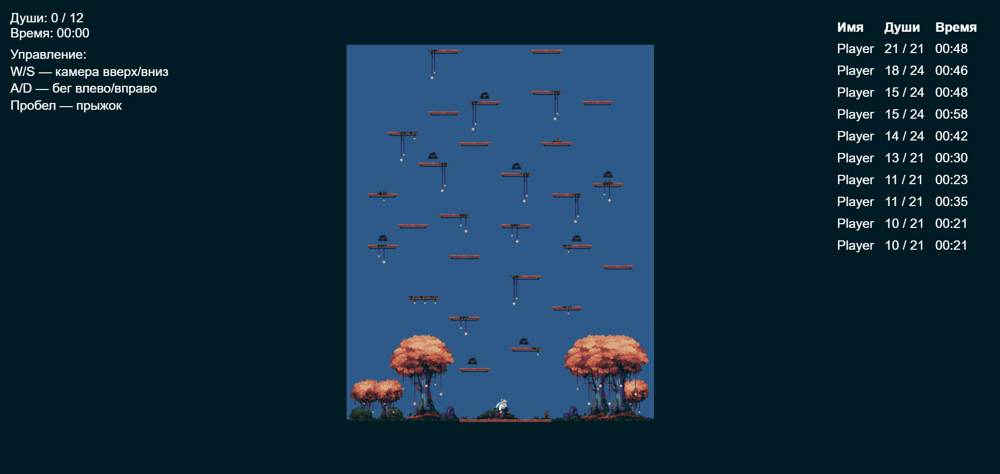 Души: 0 / 12
Время: 00:00
Управление:
W/S — камера вверх/вниз
A/D — бег влево/вправо
Пробел — прыжок
Имя Души Время
Player 21 / 21 00:48
Player 18 / 24 00:46
Player 15 / 24 00:48
Player 15 / 24 00:58
Player 14 / 24 00:42
Player 13 / 21 00:30
Player 11 / 21 00:23
Player 11 / 21 00:35
Player 10 / 21 00:21
Player 10 / 21 00:21